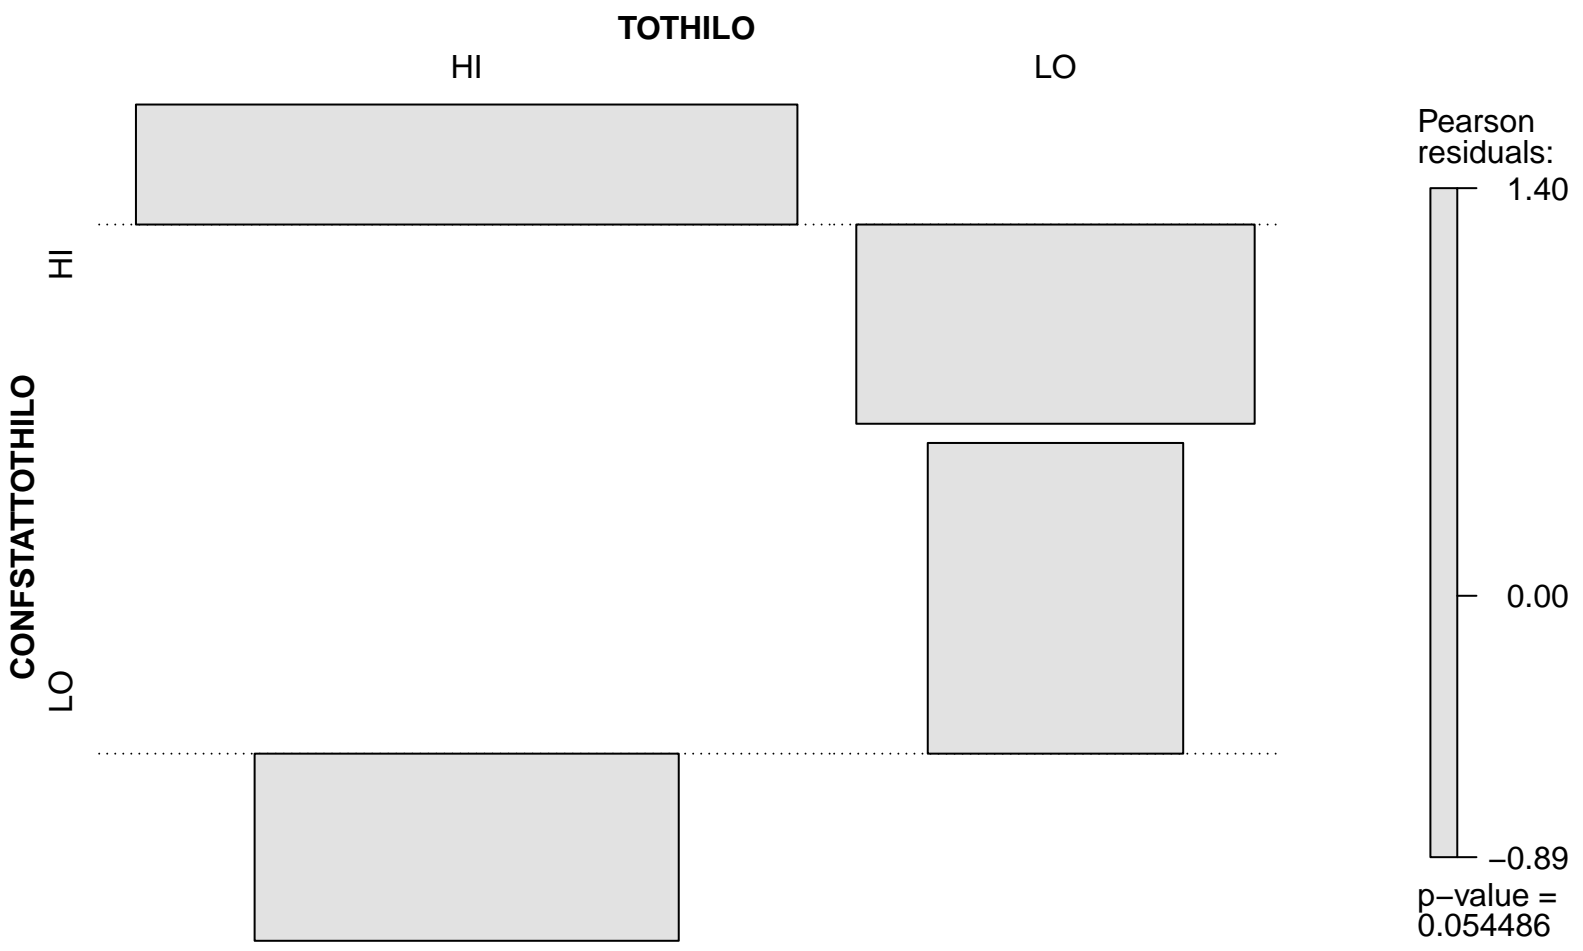 TOTHILO
HI
LO
CONFSTATTOTHILO
HI
LO
Pearson
residuals:
1.40
0.00
−0.89
p−value =
0.054486